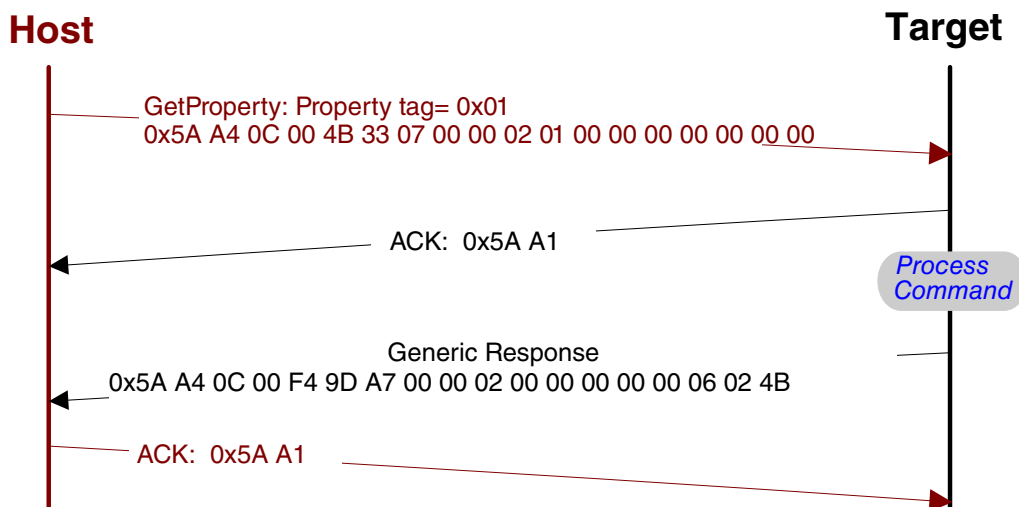 Host
Target
GetProperty: Property tag= 0x01
0x5A A4 0C 00 4B 33 07 00 00 02 01 00 00 00 00 00 00 00
ACK: 0x5A A1
Process
Command
Generic Response
0x5A A4 0C 00 F4 9D A7 00 00 02 00 00 00 00 00 06 02 4B
ACK: 0x5A A1